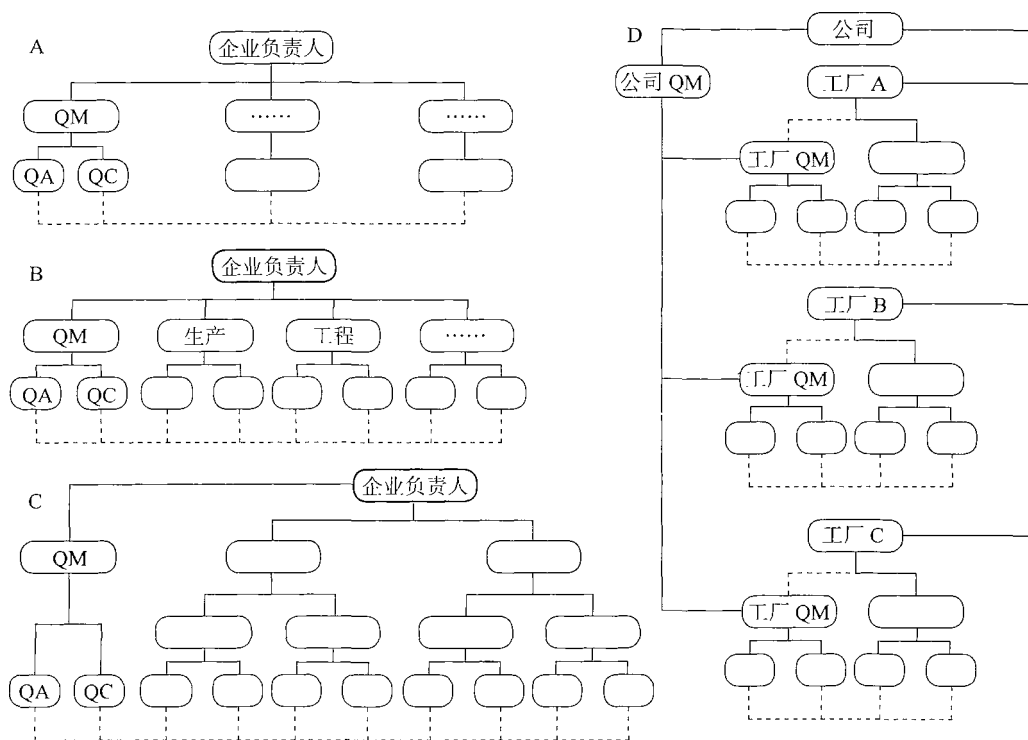 A
企业负责人
QM
……
……
QA
QC
B
企业负责人
QM
生产
工程
……
QA
QC
C
企业负责人
QM
QA
QC
D
公司
公司 QM
工厂 A
工厂 QM
工厂 B
工厂 QM
工厂 C
工厂 QM